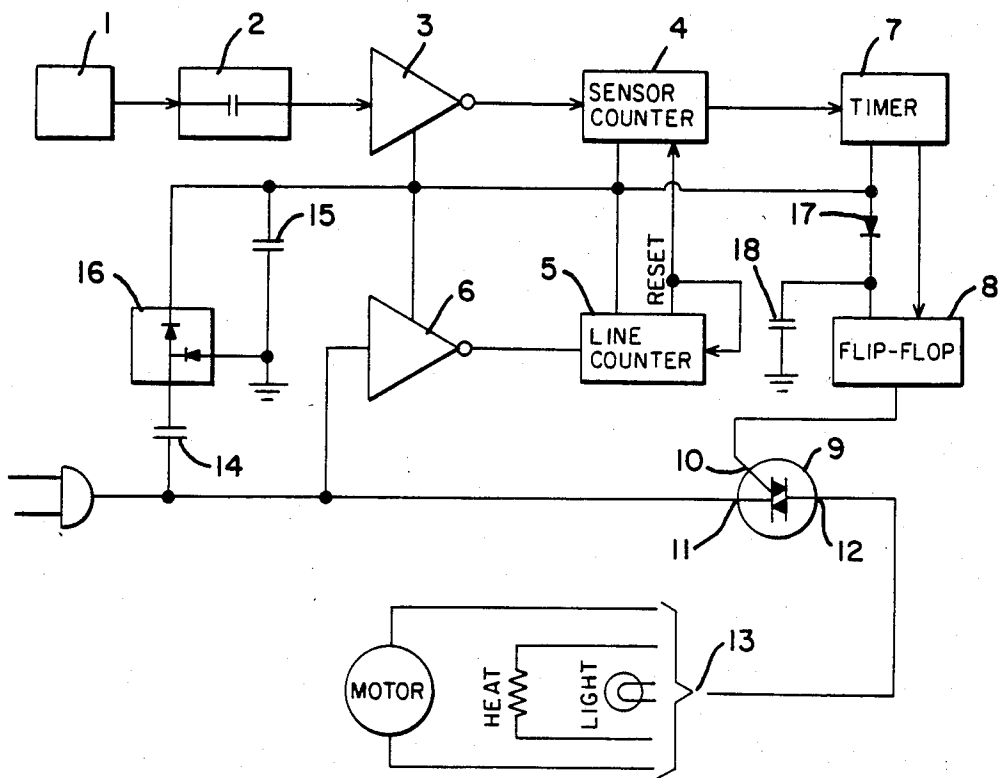 1
2
3
4
7
SENSOR
COUNTER
TIMER
15
17
16
6
5
RESET
18
8
LINE
COUNTER
FLIP-FLOP
14
10
9
11
12
13
MOTOR
HEAT
LIGHT